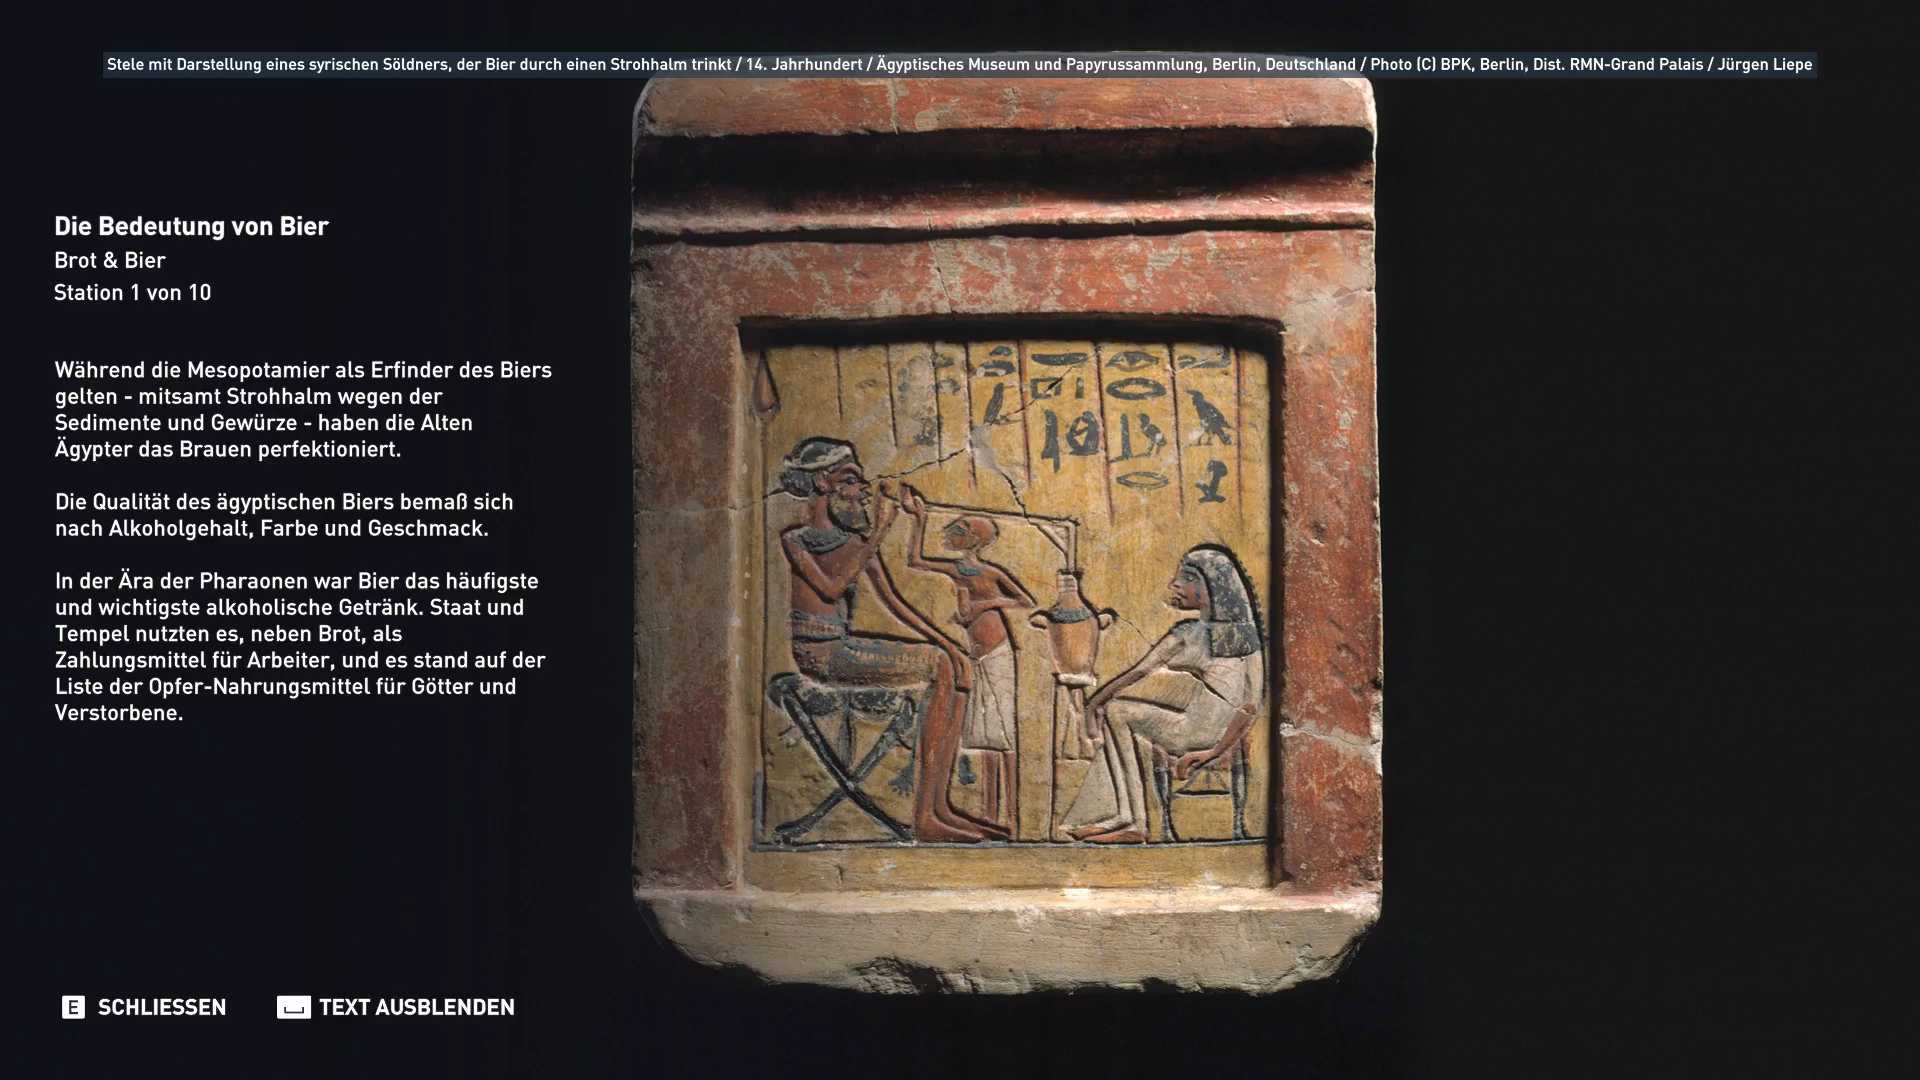 Stele mit Darstellung eines syrischen Söldners, der Bier durch einen Strohhalm trinkt / 14. Jahrhundert / Ägyptisches Museum und Papyrussammlung, Berlin, Deutschland / Photo (C) BPK, Berlin, Dist. RMN-Grand Palais / Jürgen Liepe
Die Bedeutung von Bier
Brot & Bier
Station 1 von 10
Während die Mesopotamier als Erfinder des Biers
gelten - mitsamt Strohhalm wegen der
Sedimente und Gewürze - haben die Alten
Ägypter das Brauen perfektioniert.
Die Qualität des ägyptischen Biers bemaß sich
nach Alkoholgehalt, Farbe und Geschmack.
In der Ära der Pharaonen war Bier das häufigste
und wichtigste alkoholische Getränk. Staat und
Tempel nutzten es, neben Brot, als
Zahlungsmittel für Arbeiter, und es stand auf der
Liste der Opfer-Nahrungsmittel für Götter und
Verstorbene.
E SCHLIESSEN
TEXT AUSBLENDEN